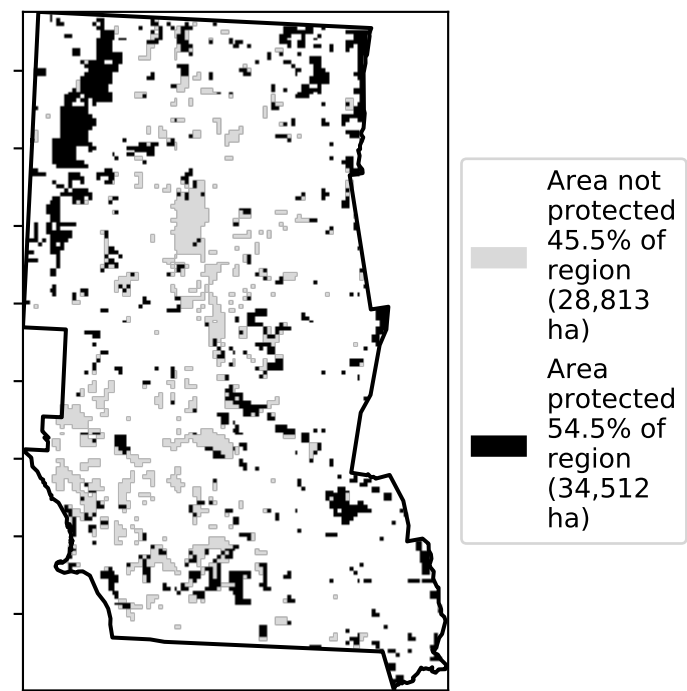 Area not
protected
45.5% of
region
(28,813
ha)
Area
protected
54.5% of
region
(34,512
ha)